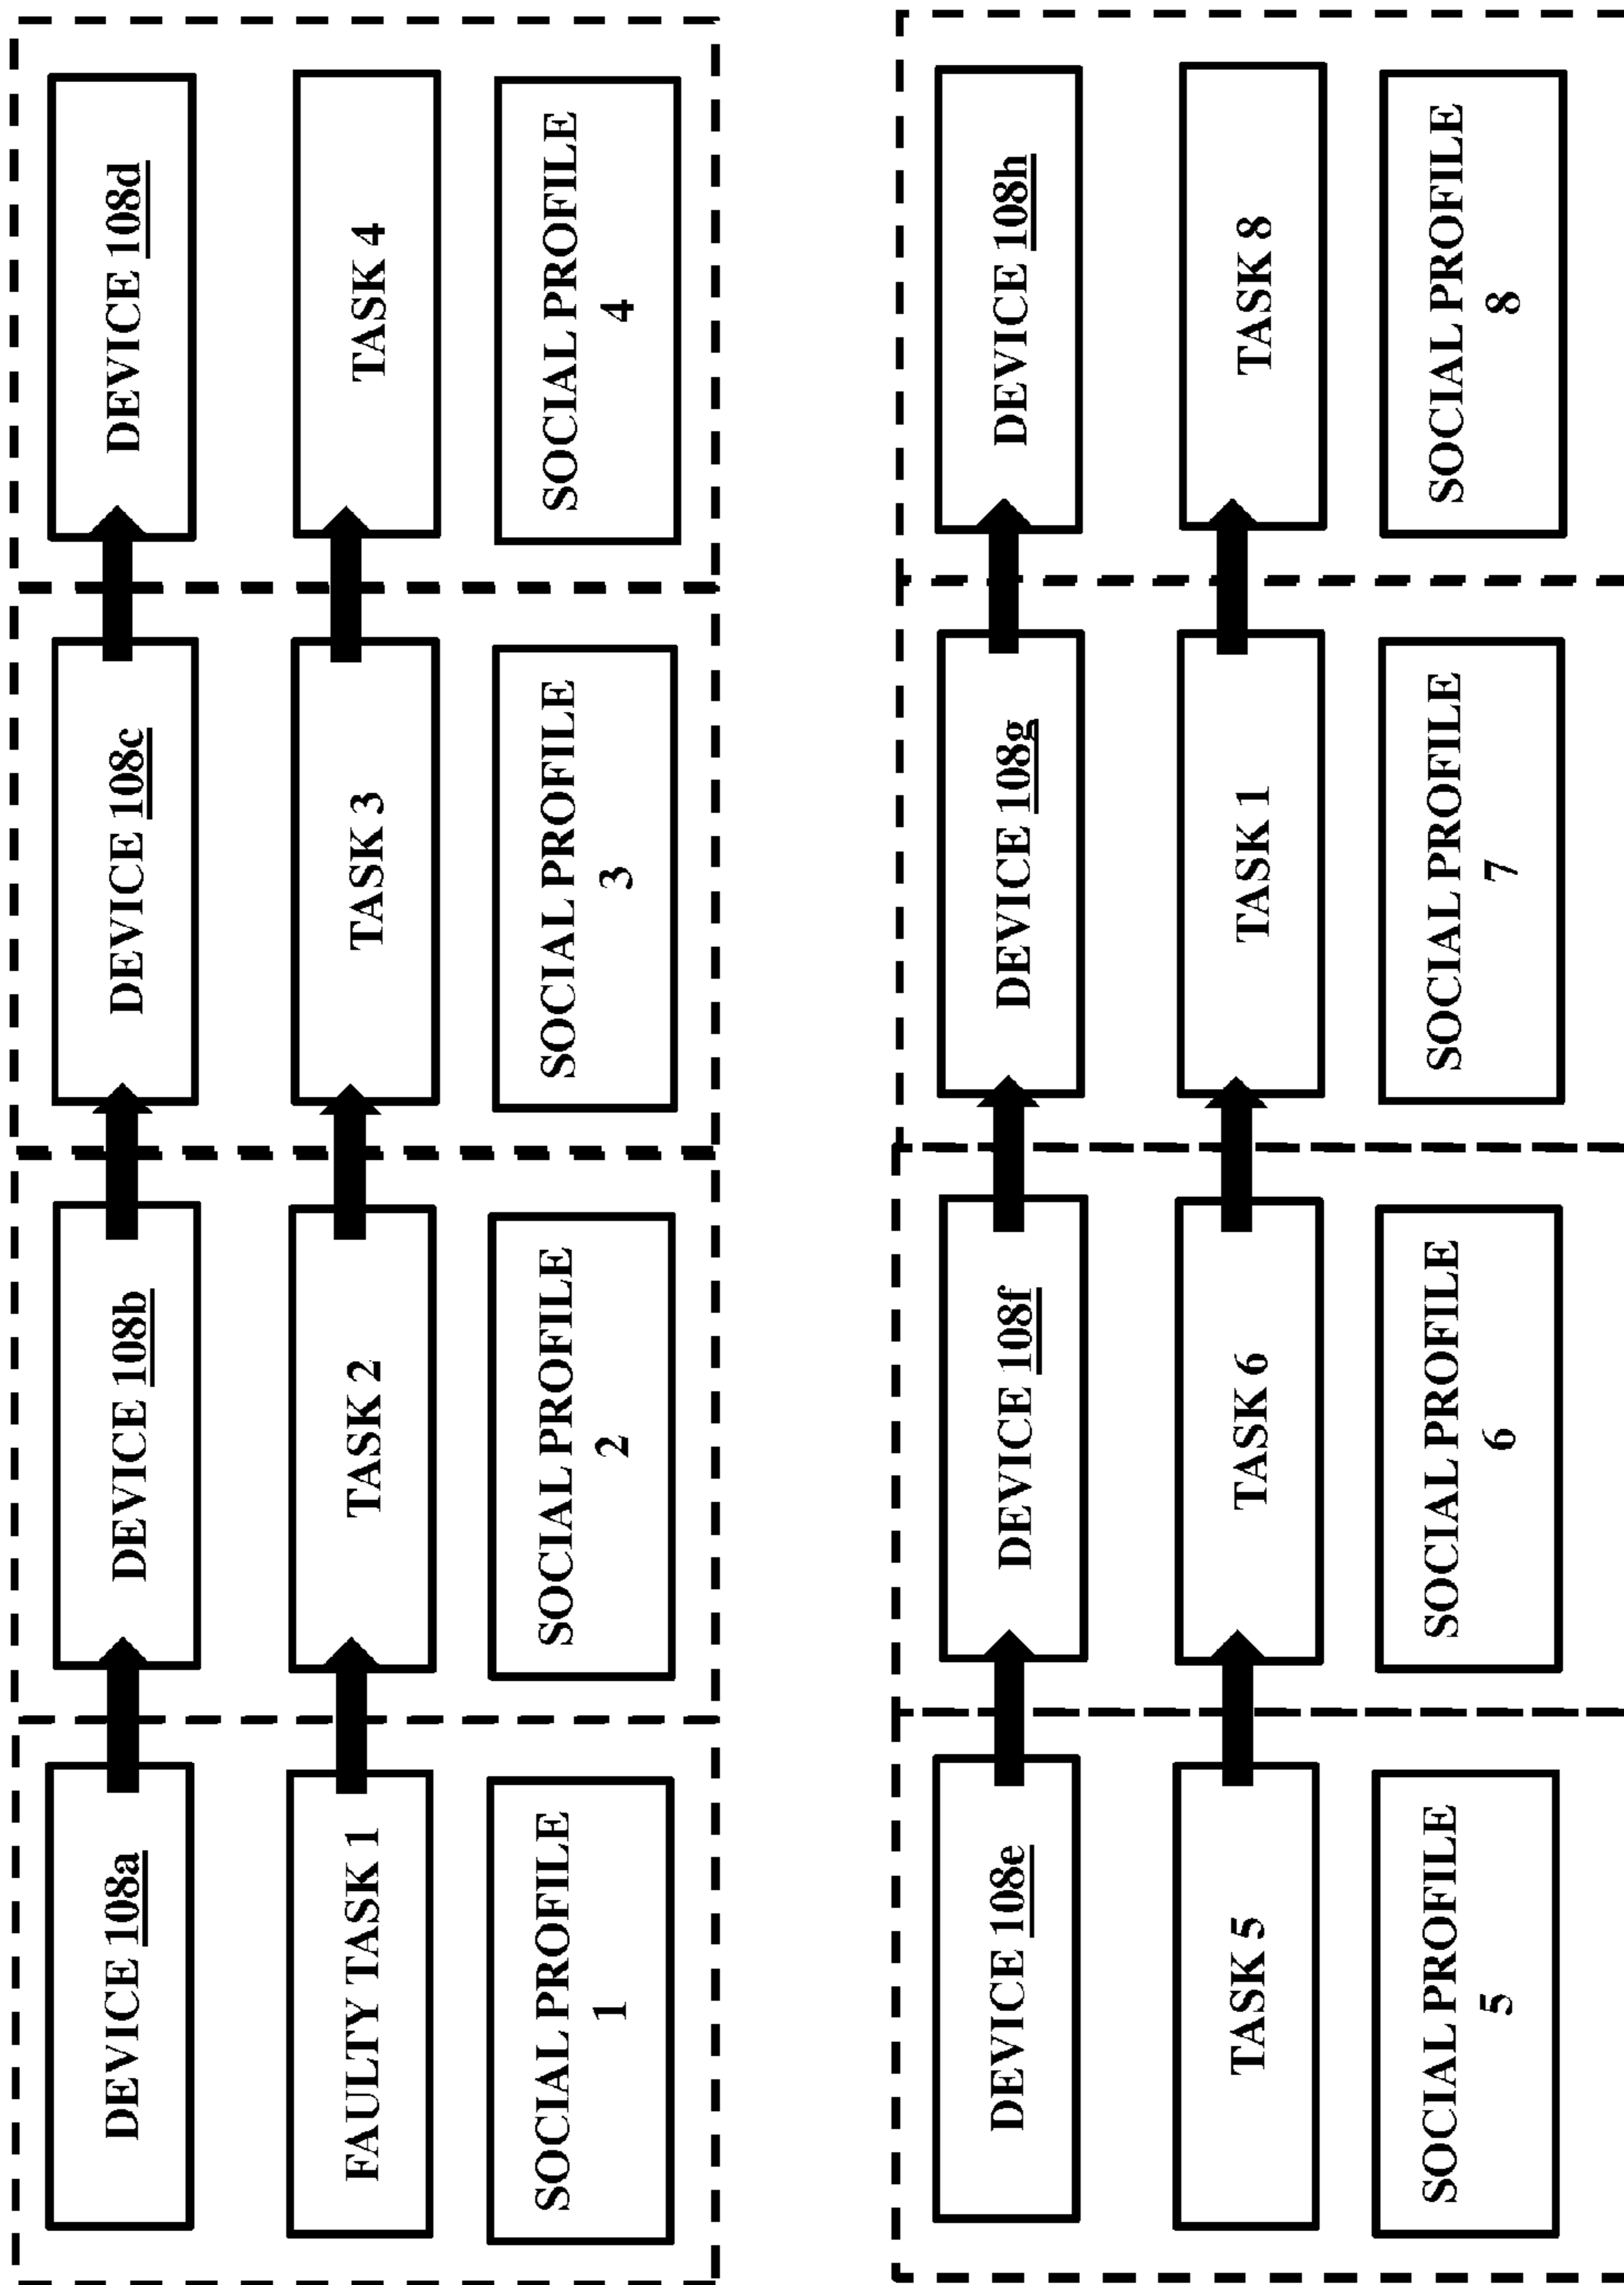 DEVICE 108a
DEVICE 108b
DEVICE 108c
DEVICE 108d
FAULTY TASK 1
TASK 2
TASK 3
TASK 4
SOCIAL PROFILE
1
SOCIAL PROFILE
2
SOCIAL PROFILE
3
SOCIAL PROFILE
4
DEVICE 108e
DEVICE 108f
DEVICE 108g
DEVICE 108h
TASK 5
TASK 6
TASK 1
TASK 8
SOCIAL PROFILE
5
SOCIAL PROFILE
6
SOCIAL PROFILE
7
SOCIAL PROFILE
8